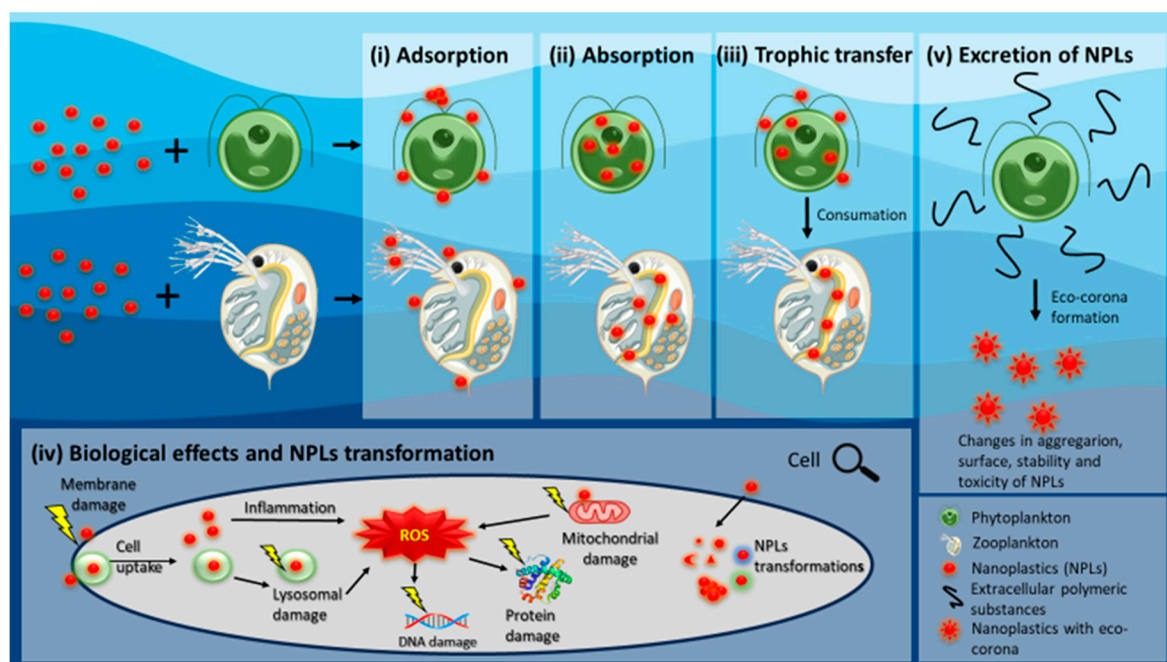 (i) Adsorption
(ii) Absorption
(iii) Trophic transfer
(v) Excretion of NPLs
Consumation
Eco-corona
formation
Changes in aggregarion,
surface, stability and
toxicity of NPLs
(iv) Biological effects and NPLs transformation
Cell
Membrane
damage
Cell
uptake
Inflammation
Lysosomal
damage
ROS
DNA damage
Protein
damage
Mitochondrial
damage
NPLs
transformations
Phytoplankton
Zooplankton
Nanoplastics (NPLs)
Extracellular polymeric
substances
Nanoplastics with eco-
corona